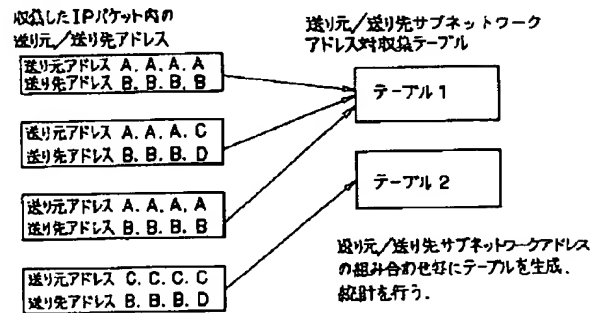 収集したIPパケット内の
送り元／送り先アドレス
送り元アドレス A. A. A. A
送り先アドレス B. B. B. B
送り元アドレス A. A. A. C
送り先アドレス B. B. B. D
送り元アドレス A. A. A. A
送り先アドレス B. B. B. B
送り元アドレス C. C. C. C
送り先アドレス B. B. B. D
送り元／送り先サブネットワーク
アドレス対収集テーブル
テーブル1
テーブル2
送り元／送り先サブネットワークアドレス
の組み合わせ毎にテーブルを生成．
統計を行う．